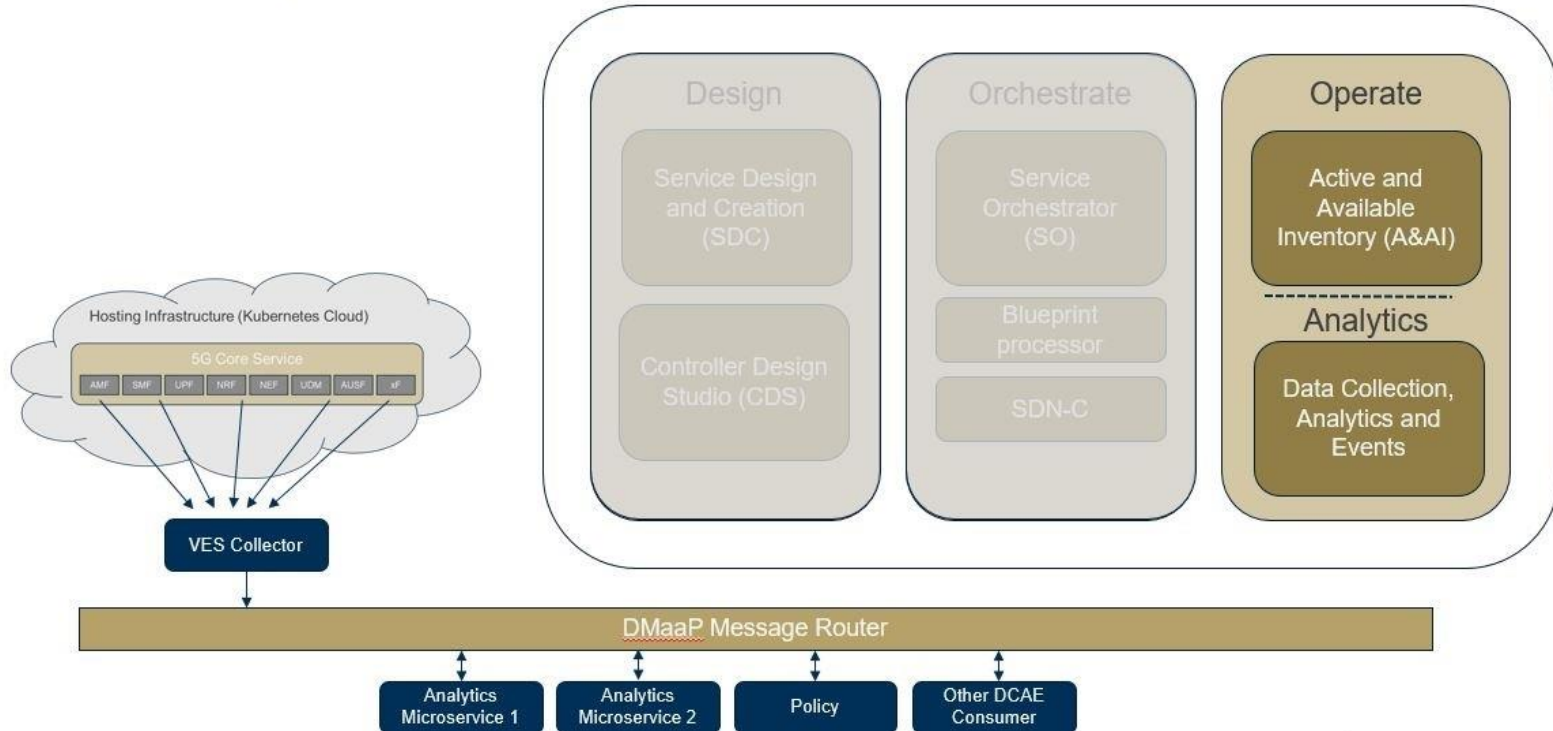 Design
Service Design
and Creation
(SDC)
Controller Design
Studio (CDS)
Orchestrate
Service
Orchestrator
(SO)
Blueprint
processor
SDN-C
Operate
Active and
Available
Inventory (A&AI)
Analytics
Data Collection,
Analytics and
Events
Hosting Infrastructure (Kubernetes Cloud)
5G Core Service
AMF SMF UPF NRF NEF UDM AUSF xF
VES Collector
DMaaP Message Router
Analytics
Microservice 1
Analytics
Microservice 2
Policy
Other DCAE
Consumer